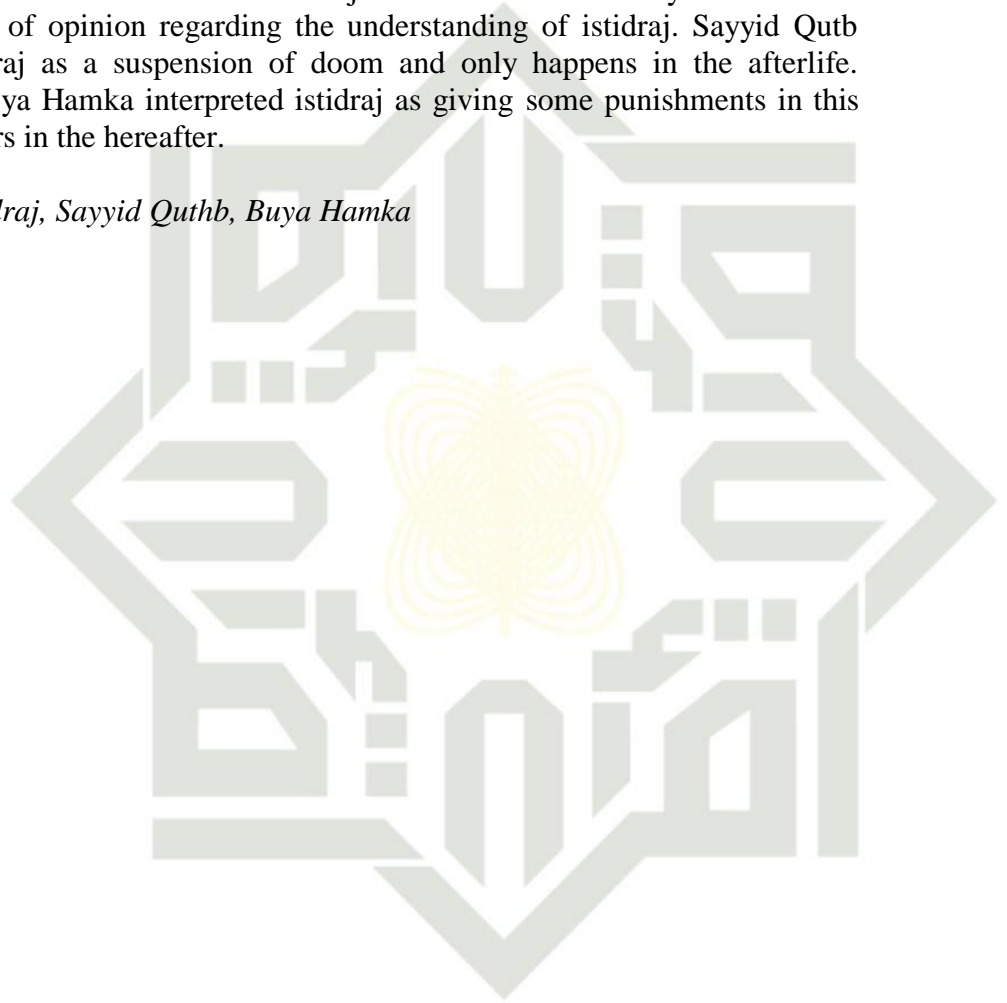 of opinion regarding the understanding of istidraj. Sayyid Qutb
raj as a suspension of doom and only happens in the afterlife.
ya Hamka interpreted istidraj as giving some punishments in this
rs in the hereafter.
draj, Sayyid Quthb, Buya Hamka